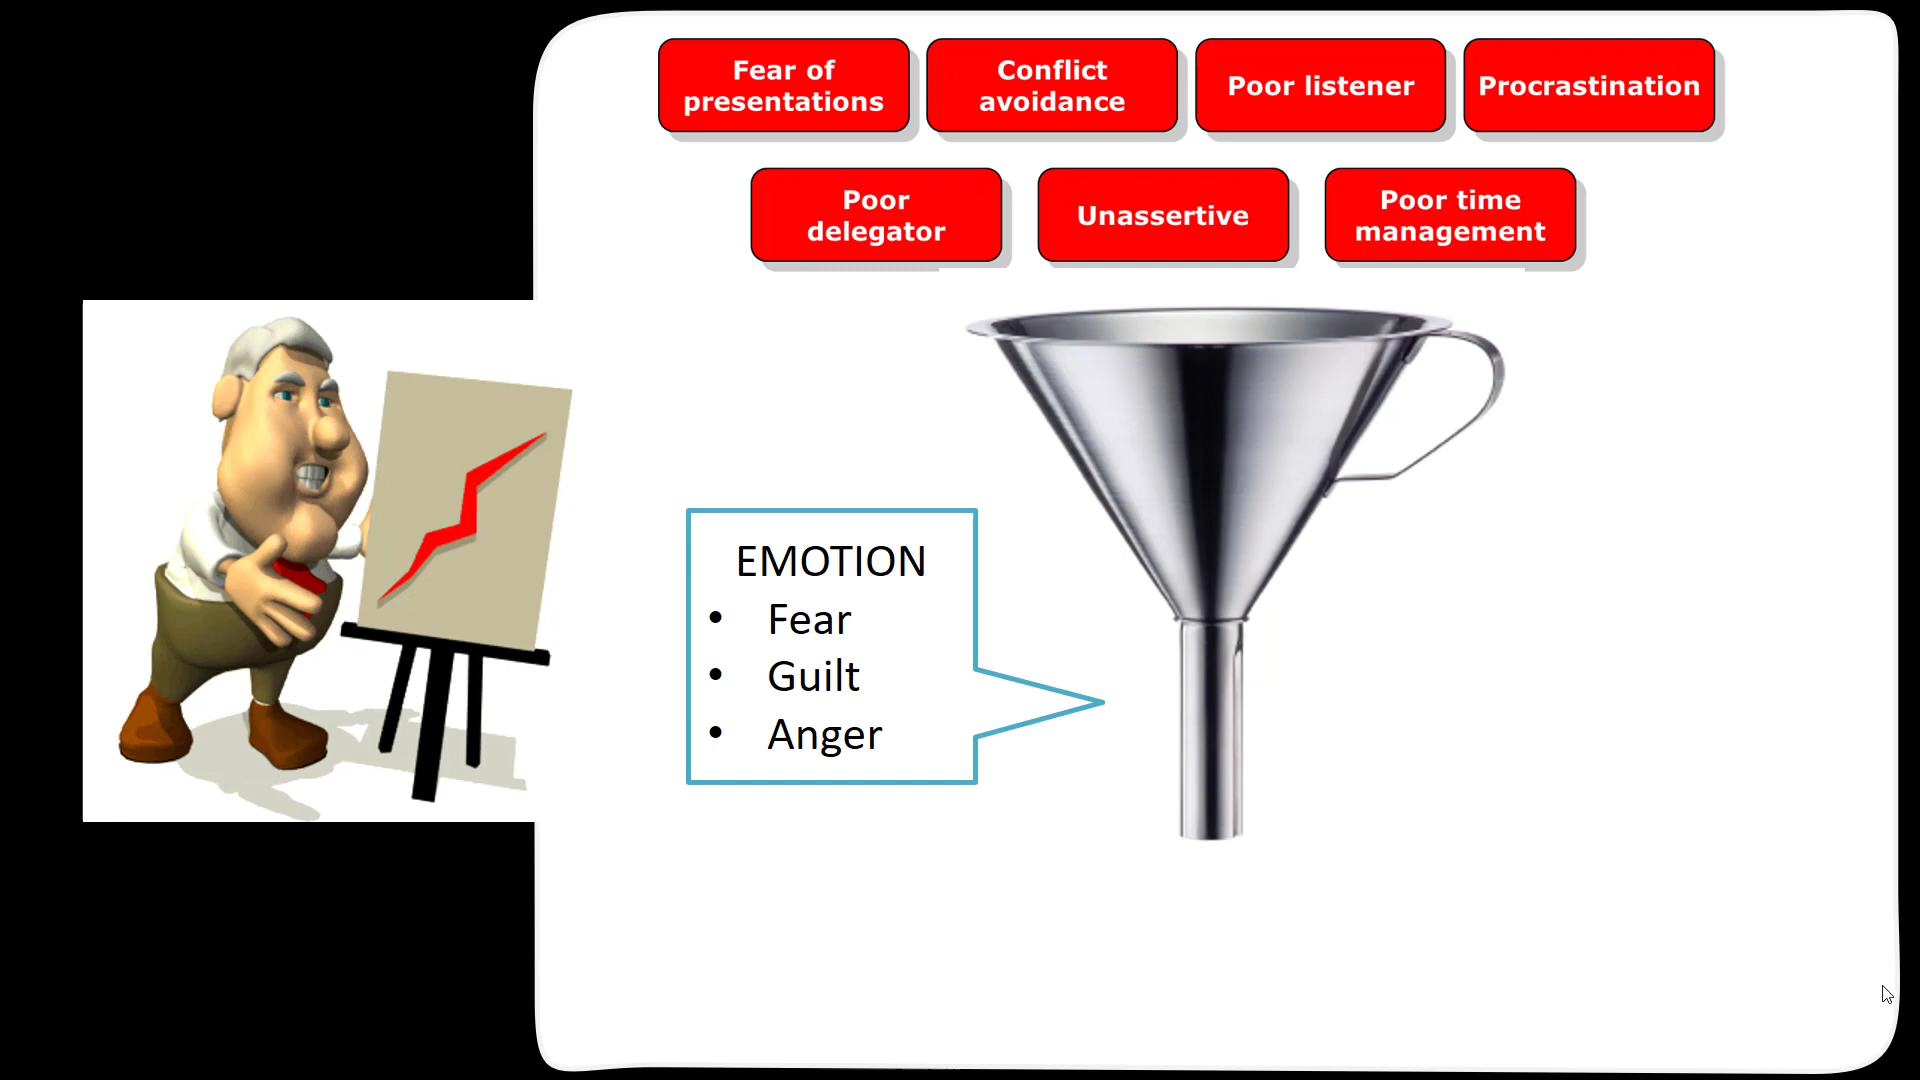 Fear of
presentations
Conflict
avoidance
Poor listener
Procrastination
Poor
delegator
Unassertive
Poor time
management
EMOTION
• Fear
• Guilt
• Anger